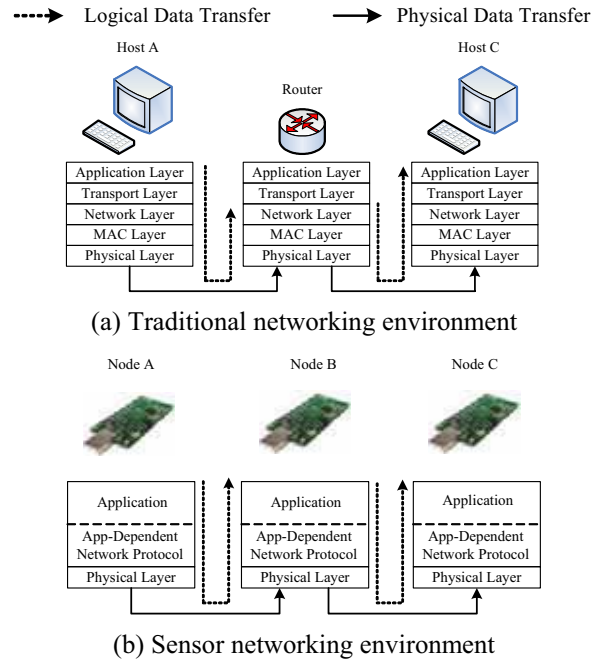 Logical Data Transfer Physical Data Transfer
Host A Host C
Router
Application Layer Application Layer Application Layer
Transport Layer Transport Layer Transport Layer
Network Layer Network Layer Network Layer
MAC Layer MAC Layer MAC Layer
Physical Layer Physical Layer Physical Layer
(a) Traditional networking environment
Node A Node B Node C
Application Application Application
App-Dependent App-Dependent App-Dependent
Network Protocol Network Protocol Network Protocol
Physical Layer Physical Layer Physical Layer
(b) Sensor networking environment